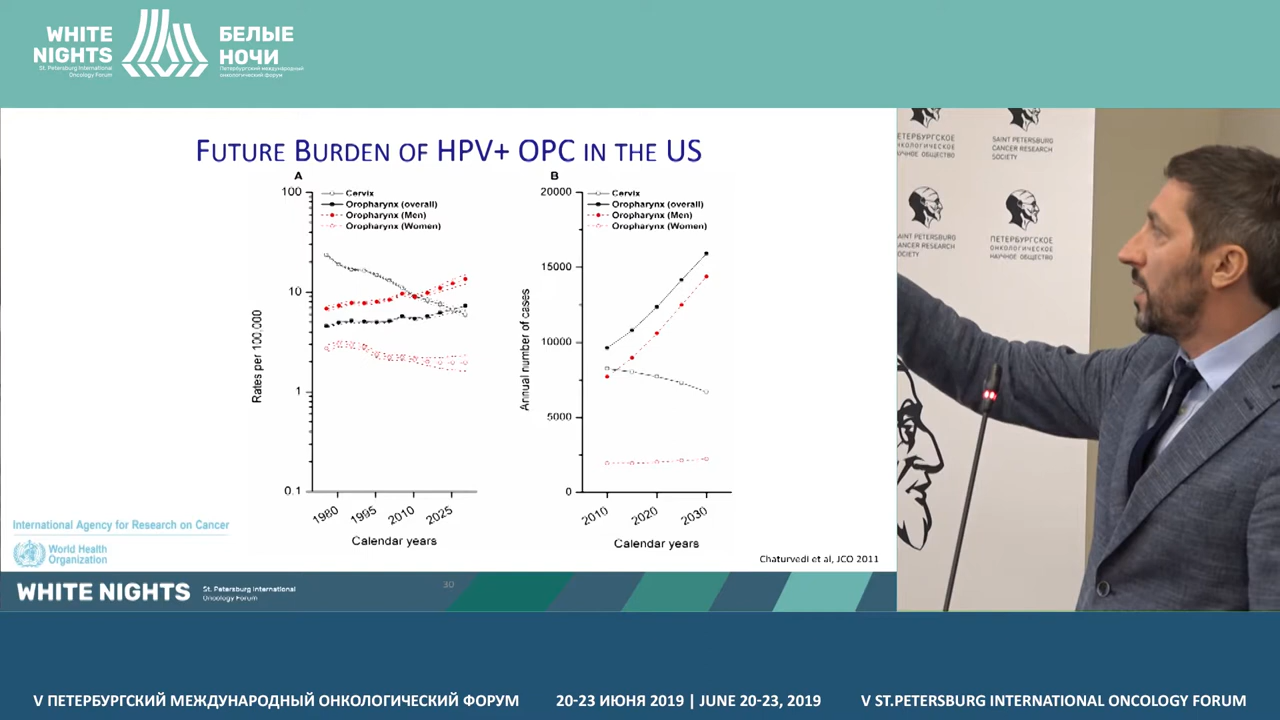 WHITE
NIGHTS
St. Petersburg International
Oncology Forum
БЕЛЫЕ
НОЧИ
Петербургский международный
онкологический форум
FUTURE BURDEN OF HPV+ OPC IN THE US
A
100
10
1
0.1
Rates per 100,000
Cervix
Oropharynx (overall)
Oropharynx (Men)
Oropharynx (Women)
1980
1995
2010
2025
Calendar years
B
20000
15000
10000
5000
0
Annual number of cases
Cervix
Oropharynx (overall)
Oropharynx (Men)
Oropharynx (Women)
2010
2020
2030
Calendar years
International Agency for Research on Cancer
World Health
Organization
Chaturvedi et al, JCO 2011
WHITE NIGHTS
St. Petersburg International
Oncology Forum
30
ЕТЕРБУРГСКОЕ
ОНКОЛОГИЧЕСКОЕ
НАУЧНОЕ ОБЩЕСТВО
SAINT PETERSBURG
CANCER RESEARCH
SOCIETY
SAINT PETERSBURG
CANCER RESEARCH
SOCIETY
ПЕТЕРБУРГСКОЕ
ОНКОЛОГИЧЕСКОЕ
НАУЧНОЕ ОБЩЕСТВО
V ПЕТЕРБУРГСКИЙ МЕЖДУНАРОДНЫЙ ОНКОЛОГИЧЕСКИЙ ФОРУМ
20-23 ИЮНЯ 2019 | JUNE 20-23, 2019
V ST.PETERSBURG INTERNATIONAL ONCOLOGY FORUM